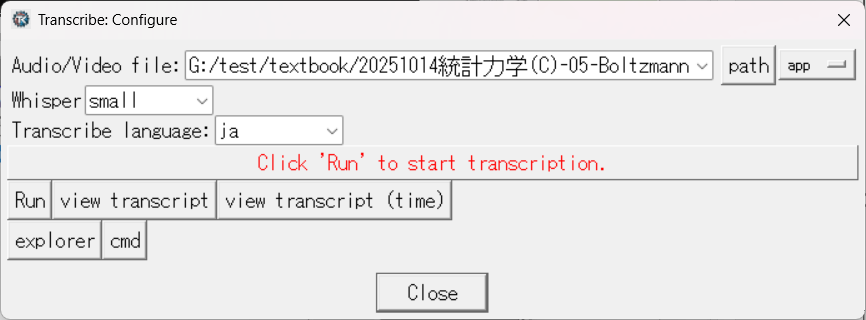 Transcribe: Configure
Audio/Video file: G:/test/textbook/20251014統計力学(C)-05-Boltzmann path app
Whisper small
Transcribe language: ja
Click 'Run' to start transcription.
Run view transcript view transcript (time)
explorer cmd
Close